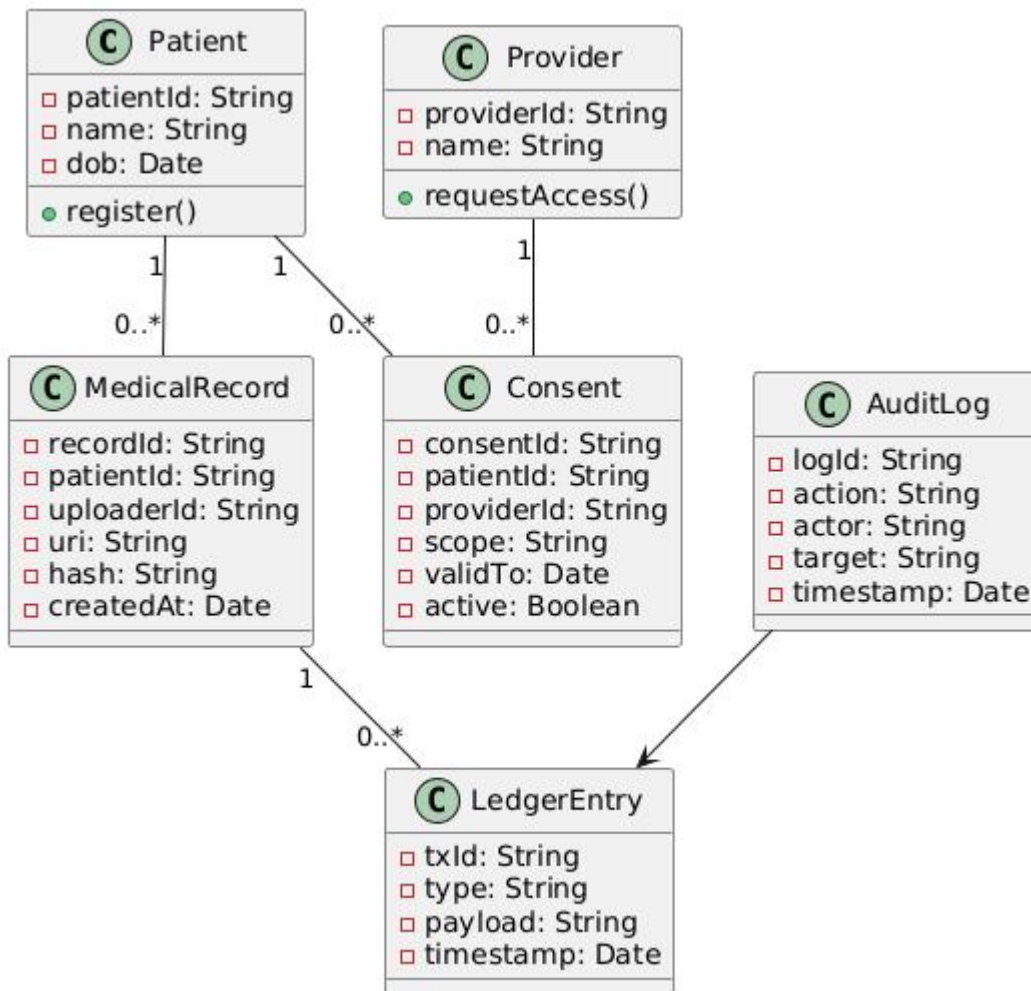 C Patient
patientId: String
name: String
dob: Date
register()
C Provider
providerId: String
name: String
requestAccess()
1
0..*
1
0..*
1
0..*
C MedicalRecord
recordId: String
patientId: String
uploaderId: String
uri: String
hash: String
createdAt: Date
C Consent
consentId: String
patientId: String
providerId: String
scope: String
validTo: Date
active: Boolean
C AuditLog
logId: String
action: String
actor: String
target: String
timestamp: Date
1
0..*
C LedgerEntry
txId: String
type: String
payload: String
timestamp: Date